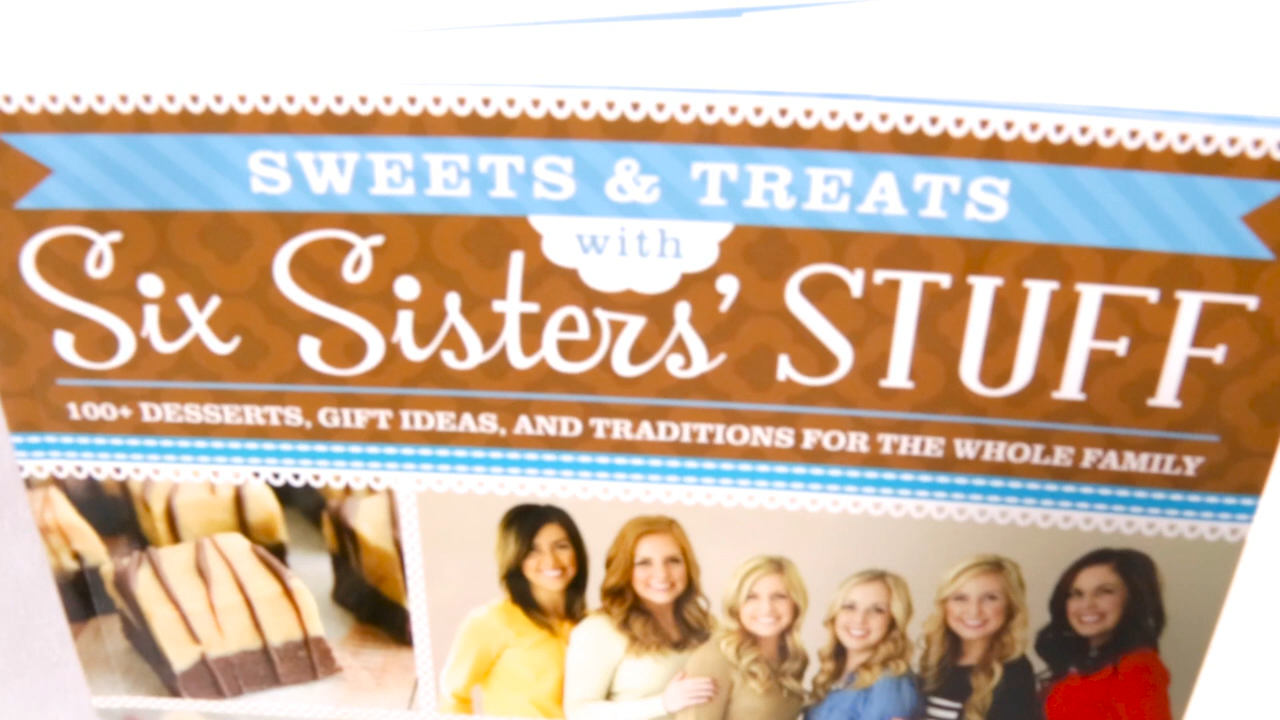 SWEETS & TREATS
with
Six Sisters' STUFF
100+ DESSERTS, GIFT IDEAS, AND TRADITIONS FOR THE WHOLE FAMILY